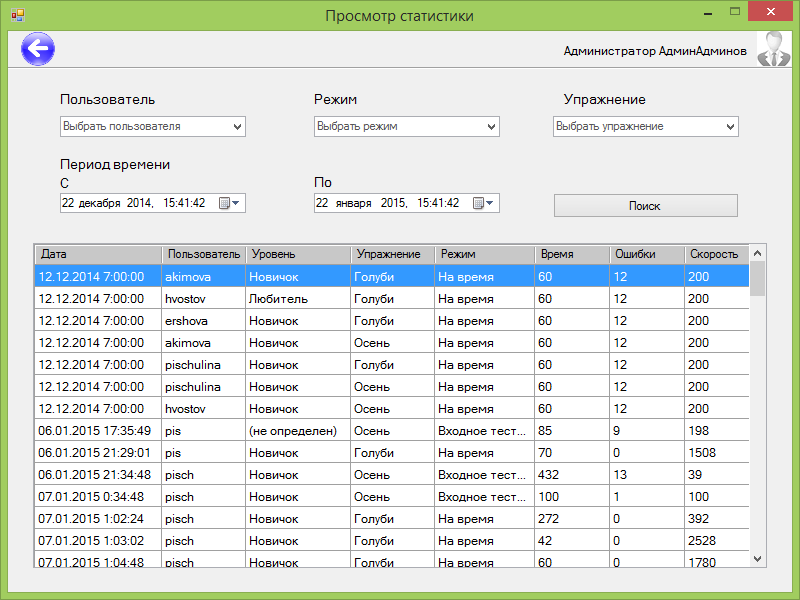 Просмотр статистики
Администратор АдминАдминов
Пользователь Режим Упражнение
Выбрать пользователя Выбрать режим Выбрать упражнение
Период времени
С По
22 декабря 2014, 15:41:42 22 января 2015, 15:41:42 Поиск
Дата Пользователь Уровень Упражнение Режим Время Ошибки Скорость
12.12.2014 7:00:00 akimova Новичок Голуби На время 60 12 200
12.12.2014 7:00:00 hvostov Любитель Голуби На время 60 12 200
12.12.2014 7:00:00 ershova Новичок Голуби На время 60 12 200
12.12.2014 7:00:00 akimova Новичок Осень На время 60 12 200
12.12.2014 7:00:00 pischulina Новичок Голуби На время 60 12 200
12.12.2014 7:00:00 pischulina Новичок Осень На время 60 12 200
12.12.2014 7:00:00 hvostov Новичок Осень На время 60 12 200
06.01.2015 17:35:49 pis (не определен) Осень Входное тест... 85 9 198
06.01.2015 21:29:01 pis Новичок Голуби На время 70 0 1508
06.01.2015 21:34:48 pisch Новичок Осень Входное тест... 432 13 39
07.01.2015 0:34:48 pisch Новичок Осень Входное тест... 100 1 100
07.01.2015 1:02:24 pisch Новичок Голуби На время 272 0 392
07.01.2015 1:03:02 pisch Новичок Голуби На время 42 0 2528
07.01.2015 1:04:48 pisch Новичок Голуби На время 60 0 1780